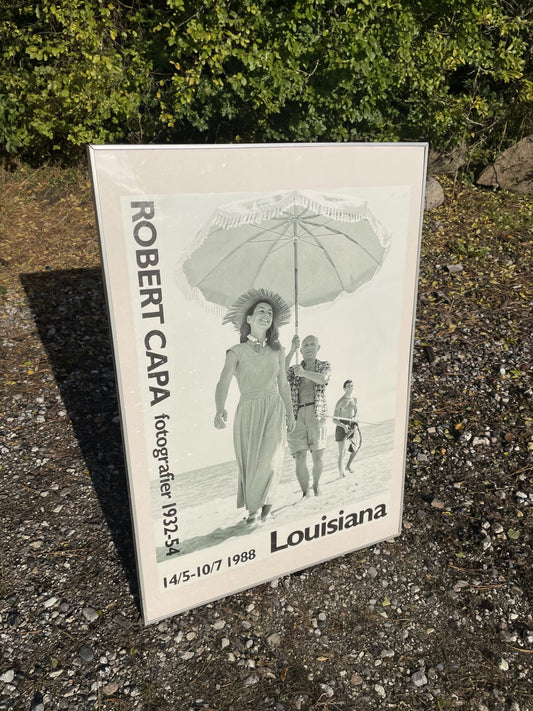 ROBERT CAPA fotografier 1932-54
14/5-10/7 1988 Louisiana